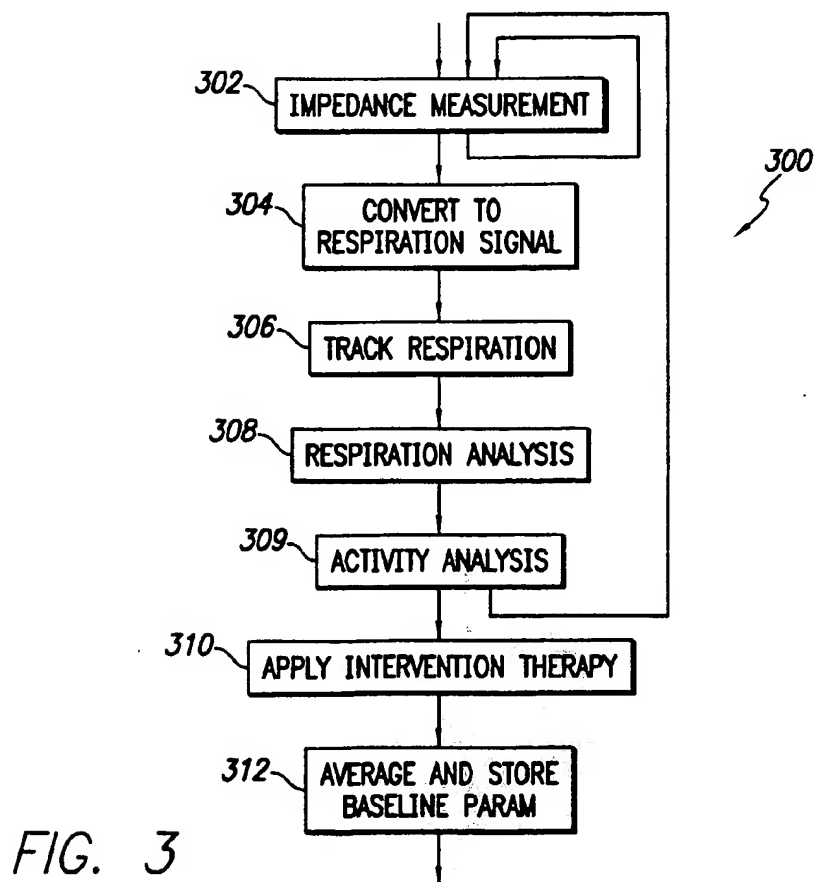 302
IMPEDANCE MEASUREMENT
300
304
CONVERT TO
RESPIRATION SIGNAL
306
TRACK RESPIRATION
308
RESPIRATION ANALYSIS
309
ACTIVITY ANALYSIS
310
APPLY INTERVENTION THERAPY
312
AVERAGE AND STORE
BASELINE PARAM
FIG. 3